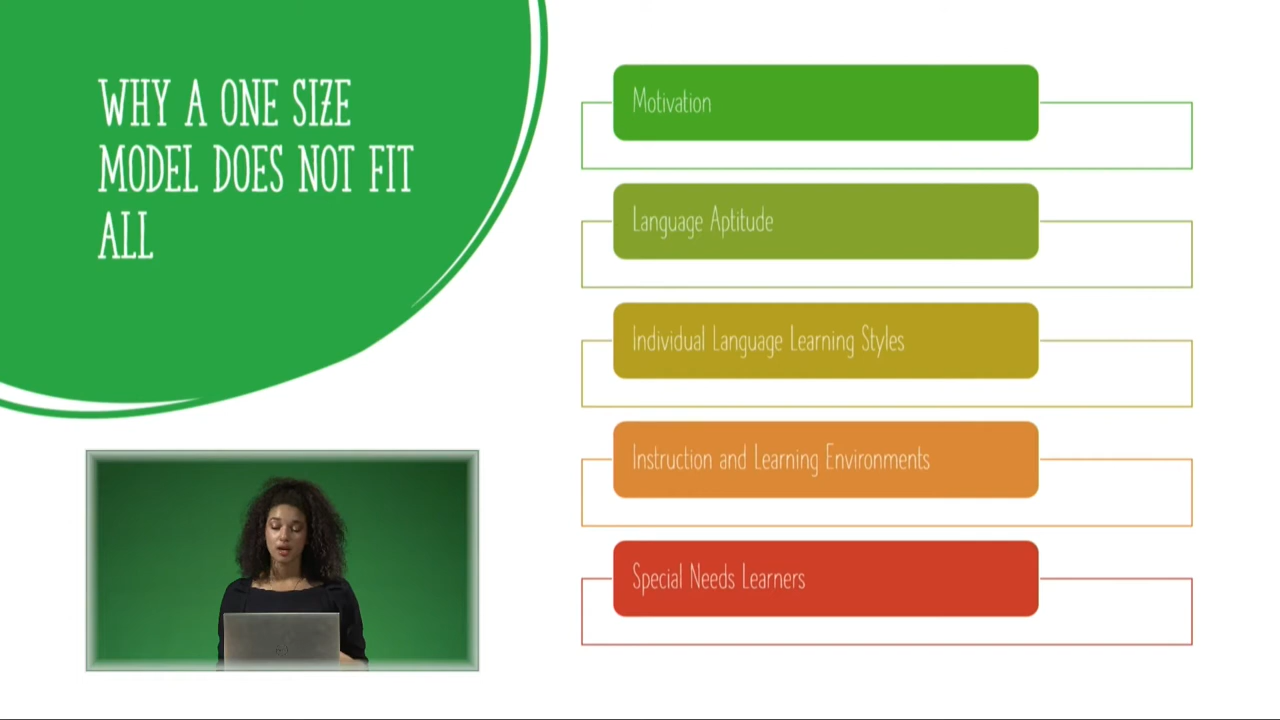 WHY A ONE SIZE
MODEL DOES NOT FIT
ALL
Motivation
Language Aptitude
Individual Language Learning Styles
Instruction and Learning Environments
Special Needs Learners